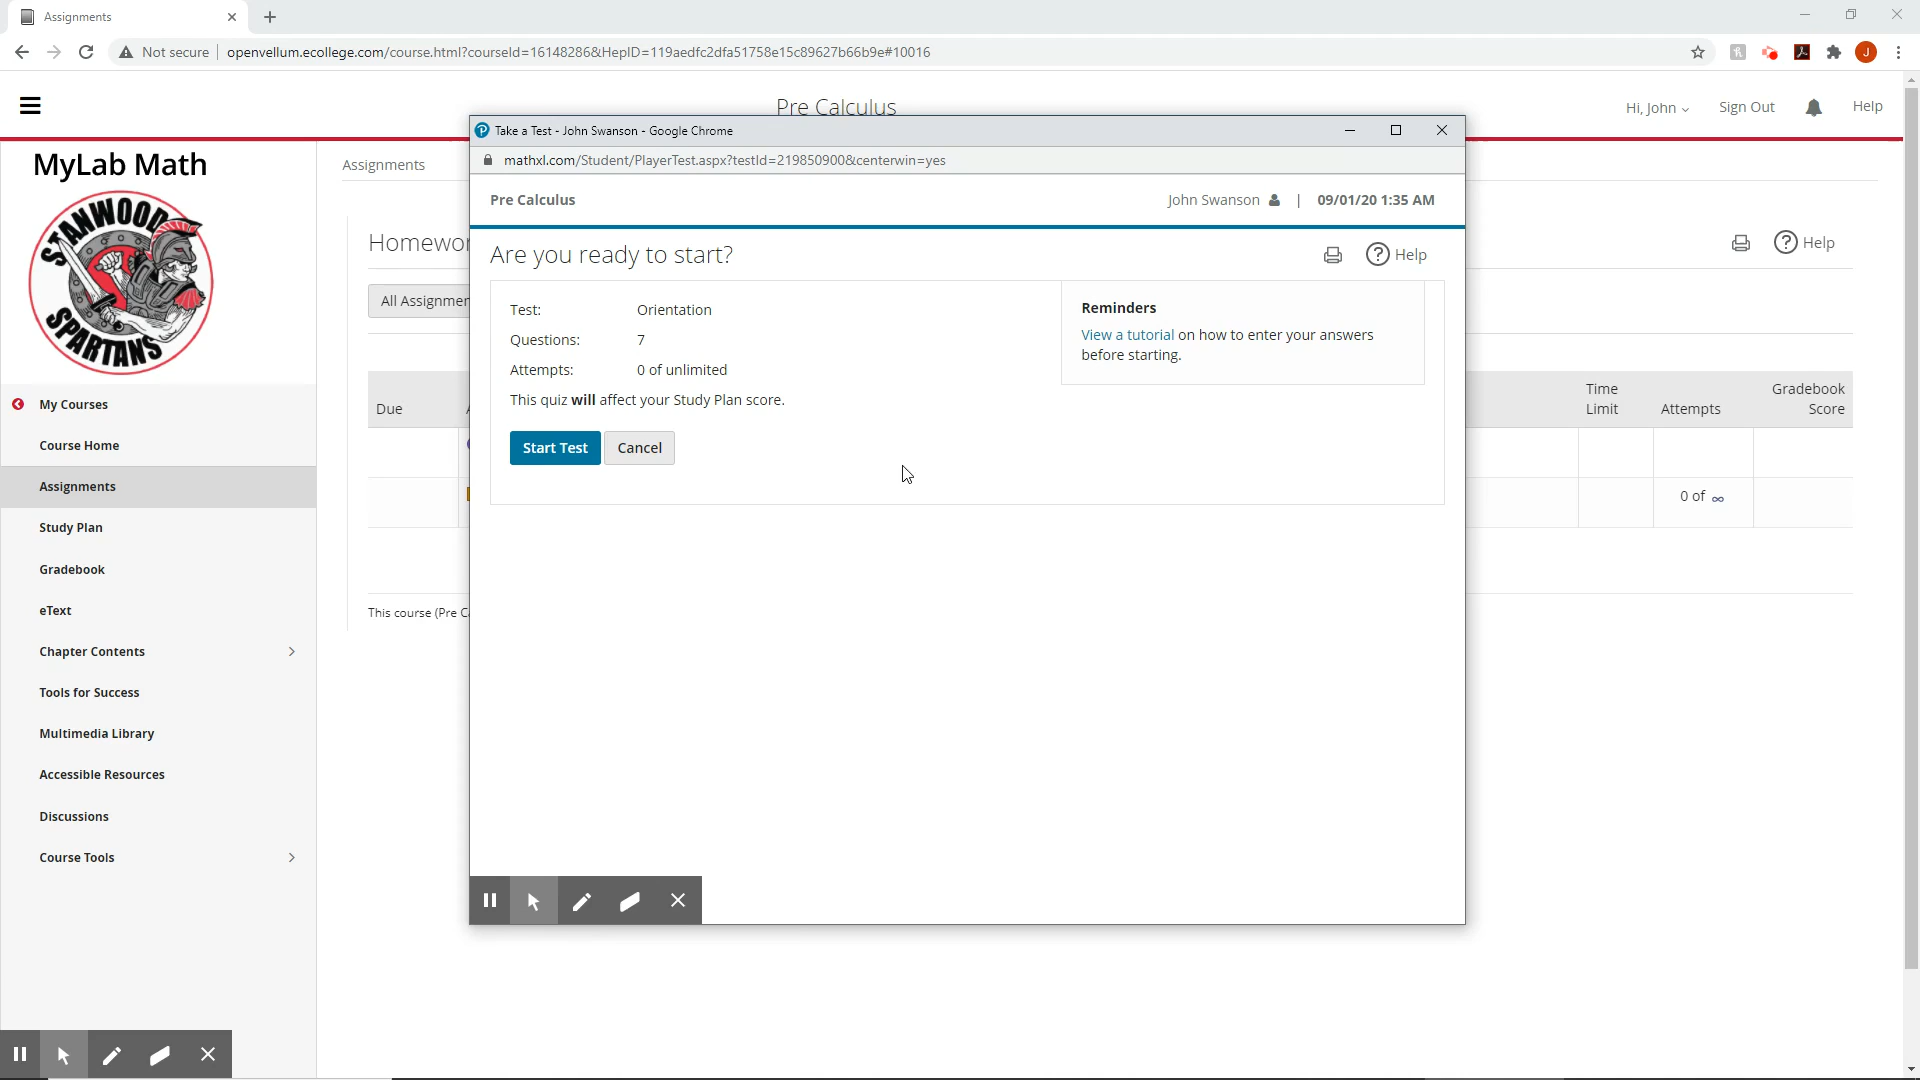 Assignments
Not secure
openvellum.ecollege.com/course.html?courseId=16148286&HepID=119aedfc2dfa51758e15c89627b66b9e#10016
J
Pre Calculus
Hi, John
Sign Out
Help
MyLab Math
STANWOOD
SPARTANS
My Courses
Course Home
Assignments
Study Plan
Gradebook
eText
Chapter Contents
Tools for Success
Multimedia Library
Accessible Resources
Discussions
Course Tools
Assignments
Homewor
Help
All Assignmen
Due
Time
Limit
Attempts
Gradebook
Score
0 of ∞
This course (Pre Ca
Take a Test - John Swanson - Google Chrome
mathxl.com/Student/PlayerTest.aspx?testId=219850900&centerwin=yes
Pre Calculus
John Swanson | 09/01/20 1:35 AM
Are you ready to start?
Help
Test: Orientation
Questions: 7
Attempts: 0 of unlimited
This quiz will affect your Study Plan score.
Start Test
Cancel
Reminders
View a tutorial on how to enter your answers
before starting.